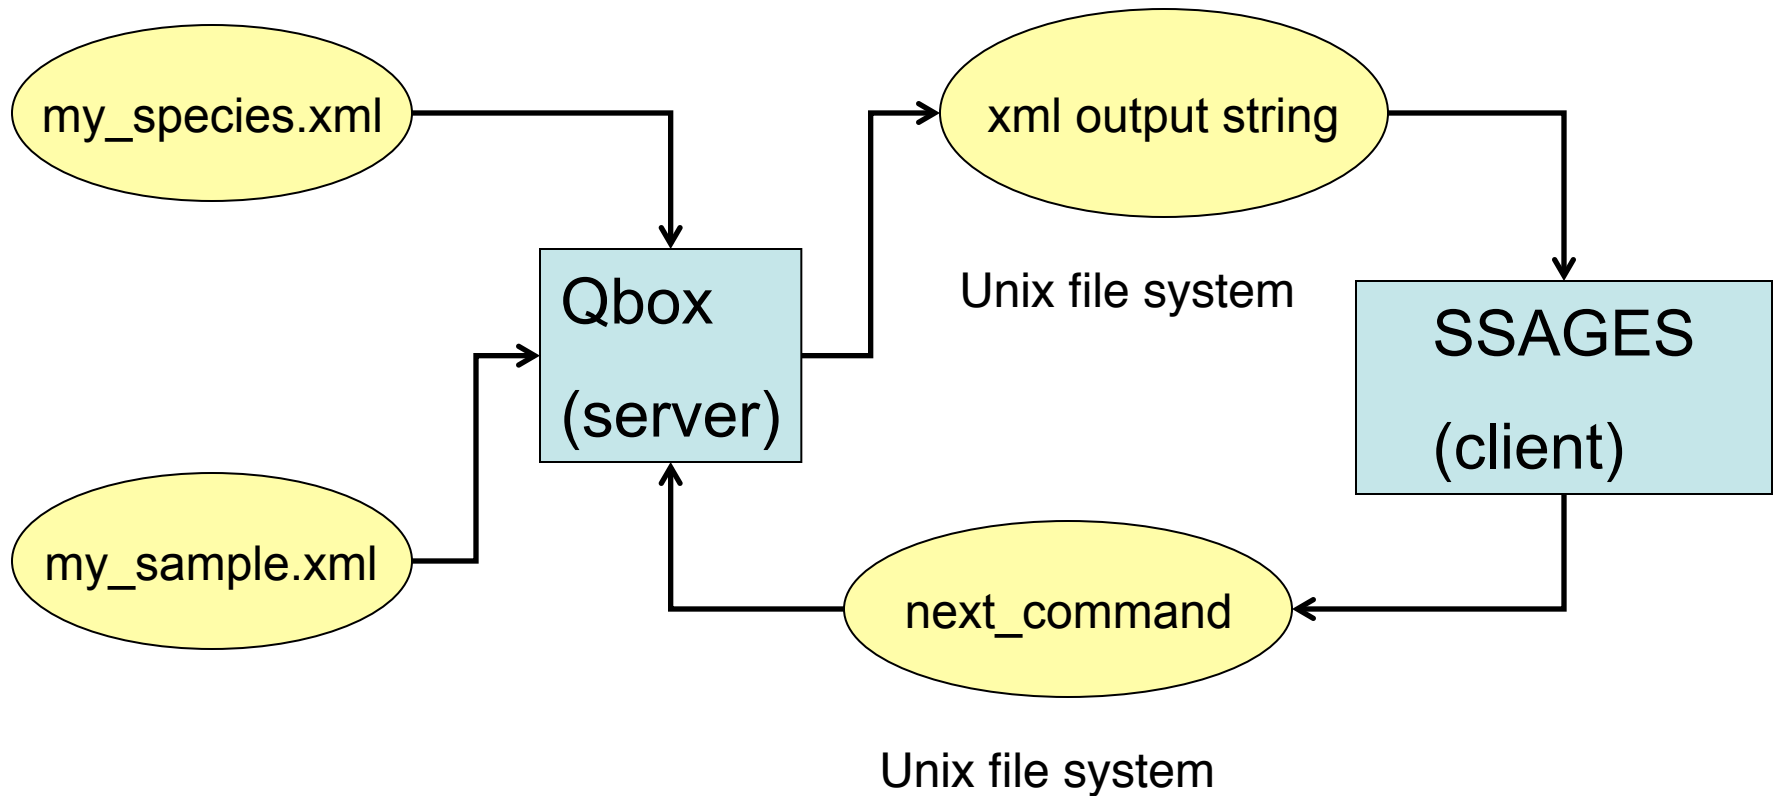 my_species.xml
xml output string
Qbox
(server)
Unix file system
SSAGES
(client)
my_sample.xml
next_command
Unix file system